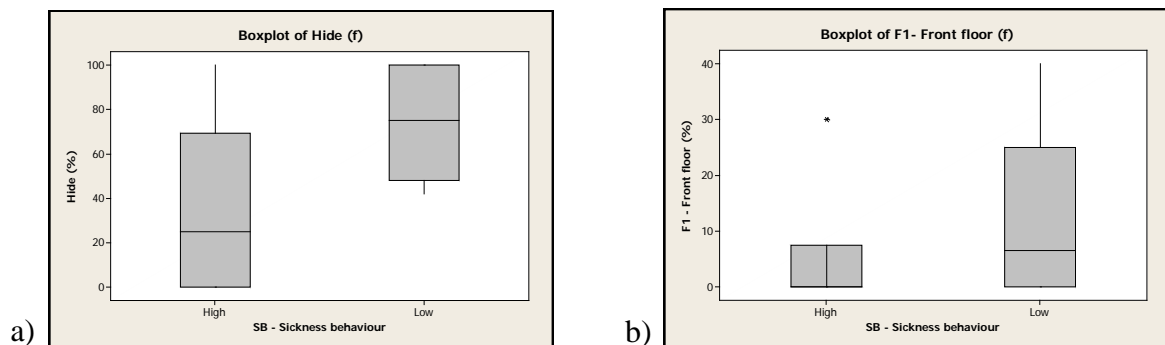 Boxplot of Hide (f)
100
80
60
40
20
0
Hide (%)
High
Low
SB - Sickness behaviour
a)
Boxplot of F1- Front floor (f)
40
30
20
10
0
F1 - Front floor (%)
High
Low
SB - Sickness behaviour
b)